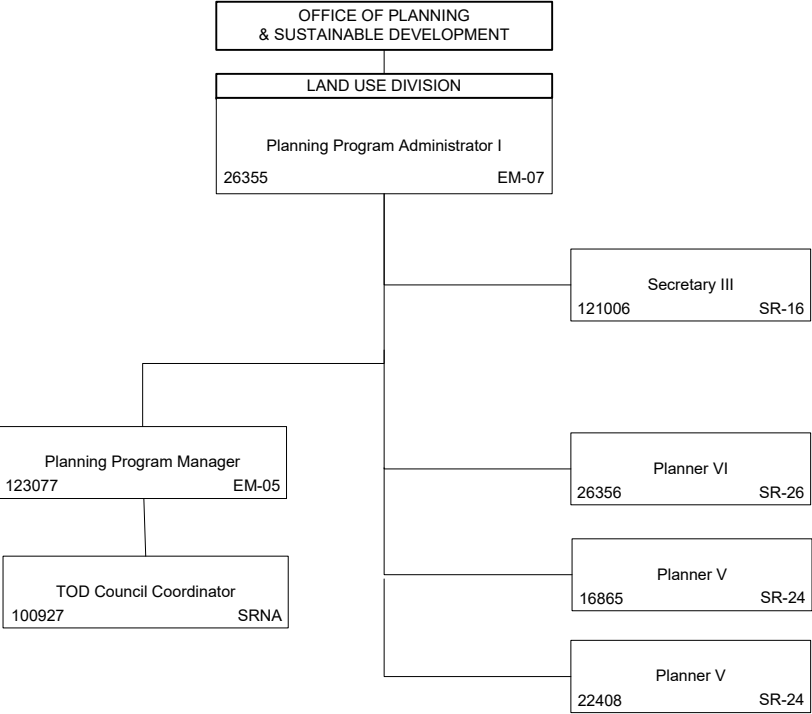 OFFICE OF PLANNING
& SUSTAINABLE DEVELOPMENT
LAND USE DIVISION
Planning Program Administrator I
26355 EM-07
Secretary III
121006 SR-16
Planning Program Manager
123077 EM-05
Planner VI
26356 SR-26
TOD Council Coordinator
100927 SRNA
Planner V
16865 SR-24
Planner V
22408 SR-24